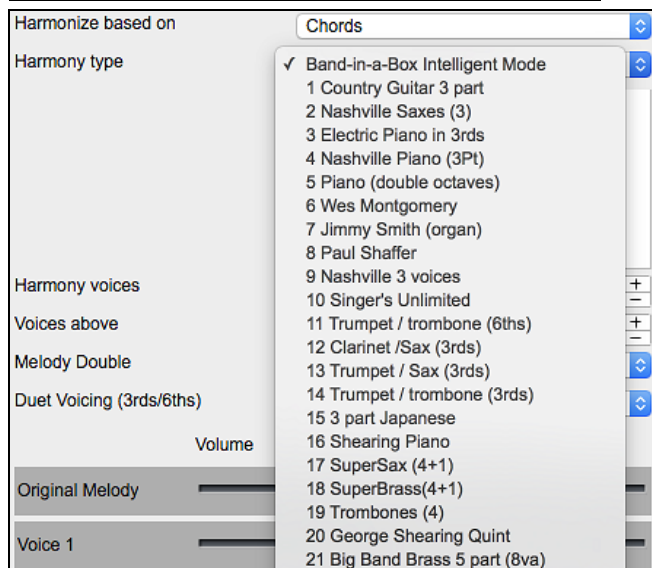 Harmonize based on Chords
Harmony type ✓ Band-in-a-Box Intelligent Mode
1 Country Guitar 3 part
2 Nashville Saxes (3)
3 Electric Piano in 3rds
4 Nashville Piano (3Pt)
5 Piano (double octaves)
6 Wes Montgomery
7 Jimmy Smith (organ)
8 Paul Shaffer
9 Nashville 3 voices
10 Singer's Unlimited
11 Trumpet / trombone (6ths)
12 Clarinet /Sax (3rds)
13 Trumpet / Sax (3rds)
14 Trumpet / trombone (3rds)
15 3 part Japanese
16 Shearing Piano
17 SuperSax (4+1)
18 SuperBrass(4+1)
19 Trombones (4)
20 George Shearing Quint
21 Big Band Brass 5 part (8va)
Harmony voices + −
Voices above + −
Melody Double
Duet Voicing (3rds/6ths)
Volume
Original Melody
Voice 1